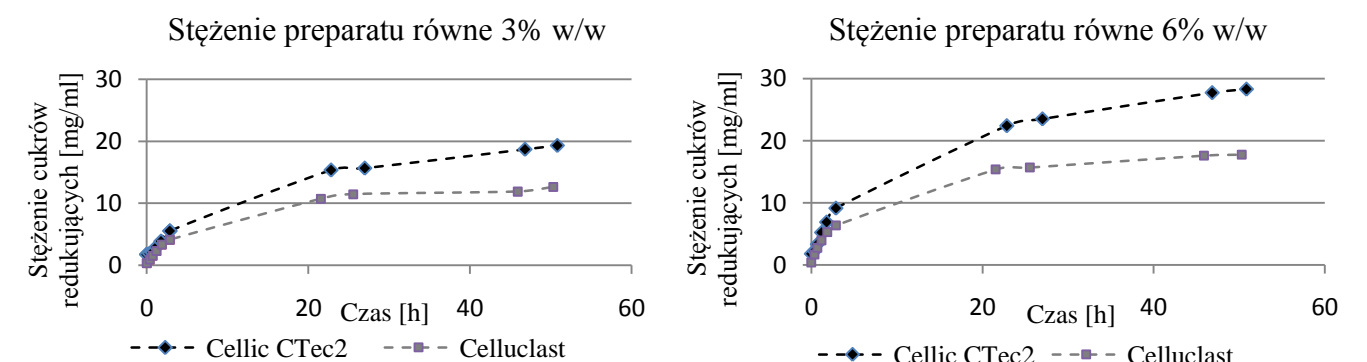 Stężenie preparatu równe 3% w/w
Stężenie cukrów
redukujących [mg/ml]
30
20
10
0
0
20
40
60
Czas [h]
Cellic CTec2
Celluclast
Stężenie preparatu równe 6% w/w
Stężenie cukrów
redukujących [mg/ml]
30
20
10
0
0
20
40
60
Czas [h]
Cellic CTec2
Celluclast